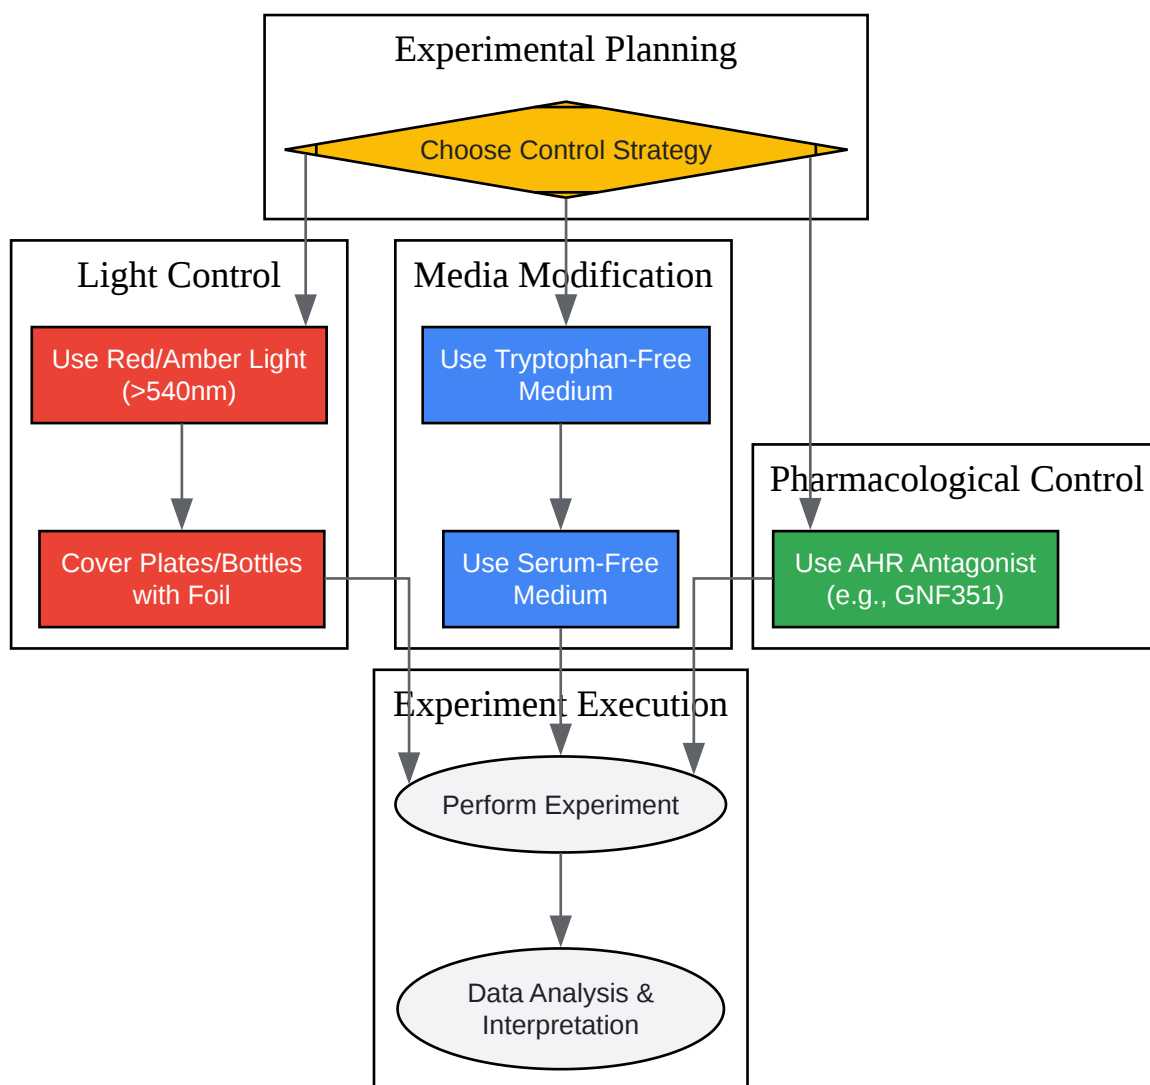 Experimental Planning
Choose Control Strategy
Light Control
Use Red/Amber Light
(>540nm)
Cover Plates/Bottles
with Foil
Media Modification
Use Tryptophan-Free
Medium
Use Serum-Free
Medium
Pharmacological Control
Use AHR Antagonist
(e.g., GNF351)
Experiment Execution
Perform Experiment
Data Analysis &
Interpretation